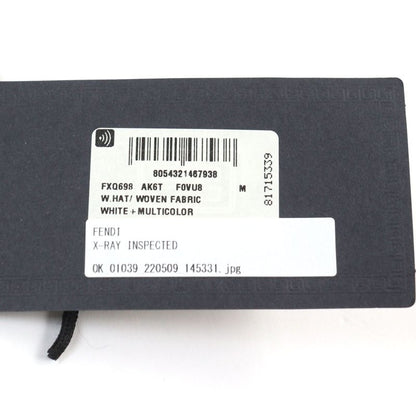 8054321467938
FXQ698 AK6T F0VU8 M
W.HAT/ WOVEN FABRIC
WHITE+MULTICOLOR
81715339
FENDI
X-RAY INSPECTED
OK 01039 220509 145331.jpg